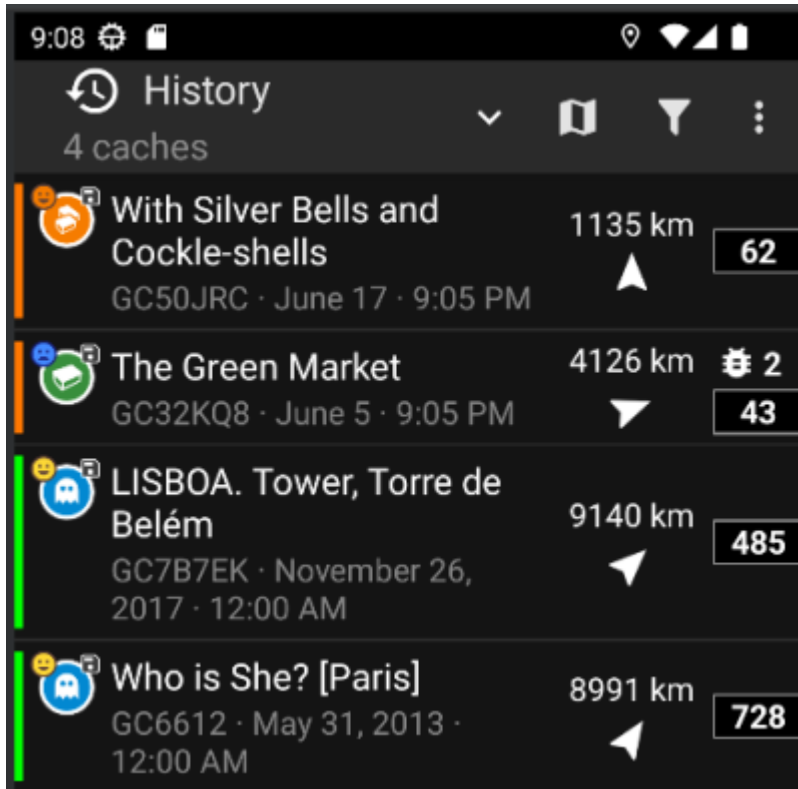 9:08
History
4 caches
With Silver Bells and
Cockle-shells
GC50JRC · June 17 · 9:05 PM
1135 km
62
The Green Market
GC32KQ8 · June 5 · 9:05 PM
4126 km
2
43
LISBOA. Tower, Torre de
Belém
GC7B7EK · November 26,
2017 · 12:00 AM
9140 km
485
Who is She? [Paris]
GC6612 · May 31, 2013 ·
12:00 AM
8991 km
728